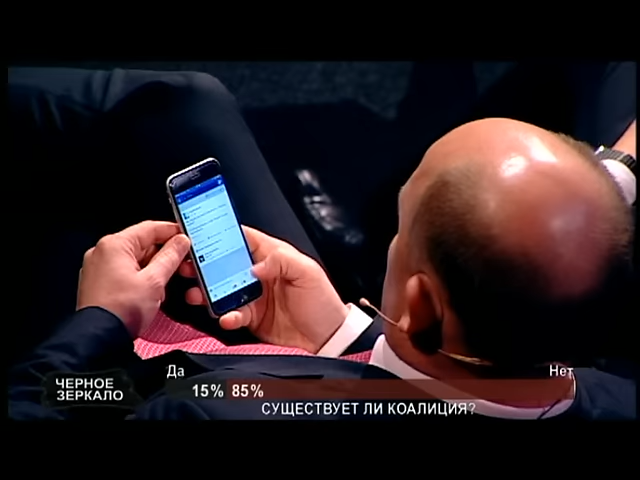 Да
Нет
ЧЕРНОЕ
ЗЕРКАЛО
15% 85%
СУЩЕСТВУЕТ ЛИ КОАЛИЦИЯ?